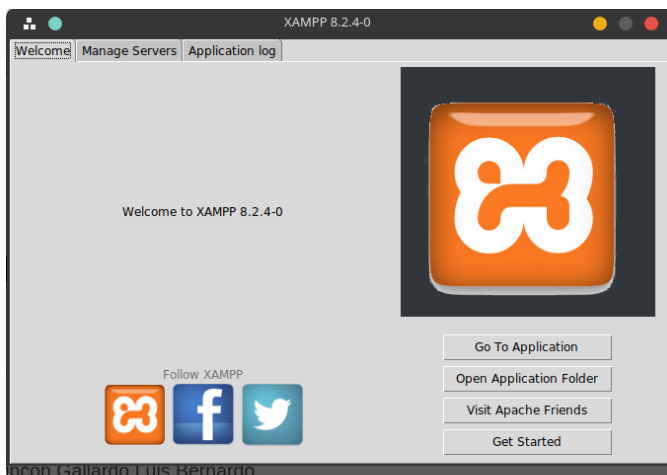 XAMPP 8.2.4-0
Welcome Manage Servers Application log
Welcome to XAMPP 8.2.4-0
Go To Application
Open Application Folder
Visit Apache Friends
Get Started
Follow XAMPP
Gallardo Luis Bernardo